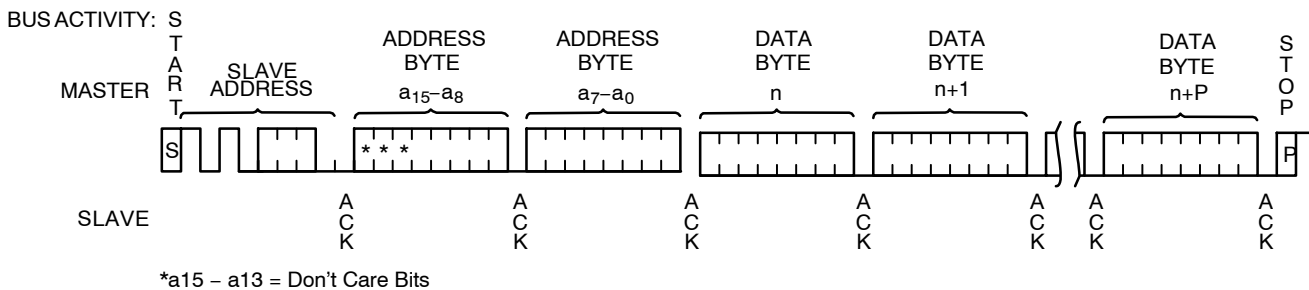 BUS ACTIVITY:
MASTER
START
SLAVE ADDRESS
ADDRESS BYTE a15–a8
ADDRESS BYTE a7–a0
DATA BYTE n
DATA BYTE n+1
DATA BYTE n+P
STOP
S
* * *
P
SLAVE
ACK
ACK
ACK
ACK
ACK
ACK
ACK
*a15 – a13 = Don't Care Bits